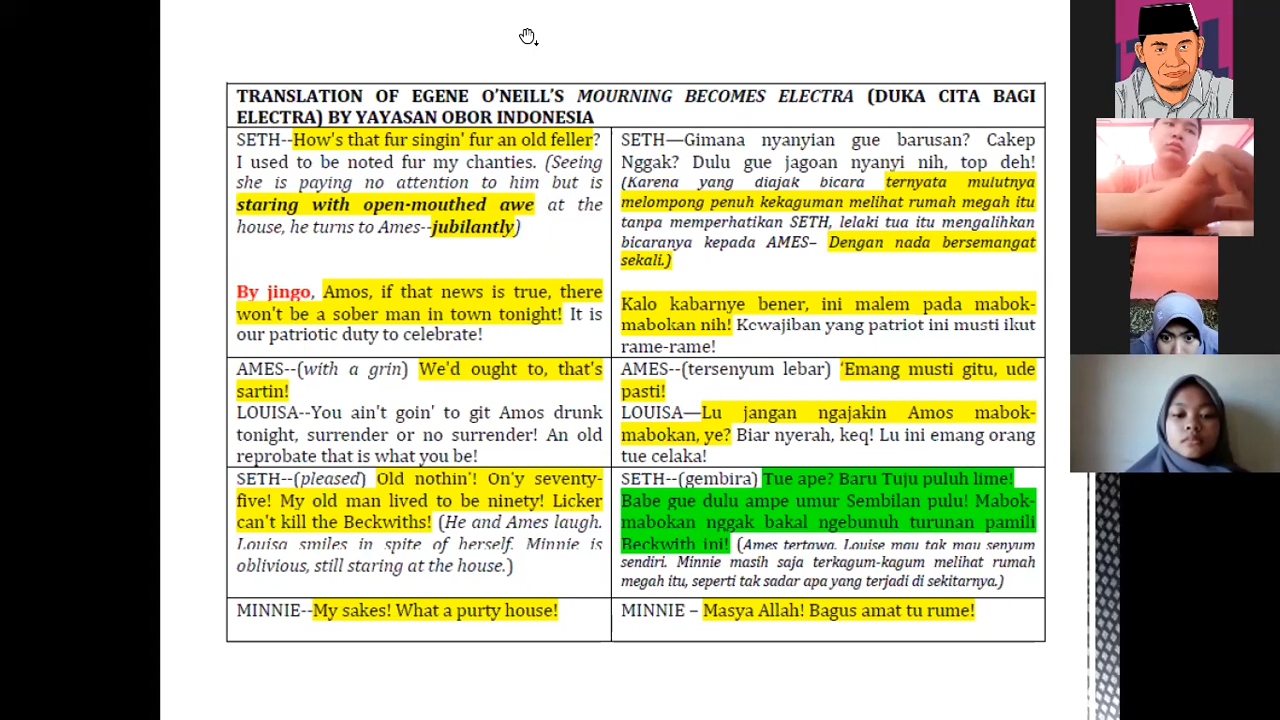 TRANSLATION OF EGENE O'NEILL'S MOURNING BECOMES ELECTRA (DUKA CITA BAGI
ELECTRA) BY YAYASAN OBOR INDONESIA
SETH--How's that fur singin' fur an old feller?
I used to be noted fur my chanties. (Seeing
she is paying no attention to him but is
staring with open-mouthed awe at the
house, he turns to Ames--jubilantly)
By jingo, Amos, if that news is true, there
won't be a sober man in town tonight! It is
our patriotic duty to celebrate!
SETH—Gimana nyanyian gue barusan? Cakep
Nggak? Dulu gue jagoan nyanyi nih, top deh!
(Karena yang diajak bicara ternyata mulutnya
melompong penuh kekaguman melihat rumah megah itu
tanpa memperhatikan SETH, lelaki tua itu mengalihkan
bicaranya kepada AMES– Dengan nada bersemangat
sekali.)
Kalo kabarnye bener, ini malem pada mabok-
mabokan nih! Kewajiban yang patriot ini musti ikut
rame-rame!
AMES--(with a grin) We'd ought to, that's
sartin!
LOUISA--You ain't goin' to git Amos drunk
tonight, surrender or no surrender! An old
reprobate that is what you be!
AMES--(tersenyum lebar) 'Emang musti gitu, ude
pasti!
LOUISA—Lu jangan ngajakin Amos mabok-
mabokan, ye? Biar nyerah, keq! Lu ini emang orang
tue celaka!
SETH--(pleased) Old nothin'! On'y seventy-
five! My old man lived to be ninety! Licker
can't kill the Beckwiths! (He and Ames laugh.
Louisa smiles in spite of herself. Minnie is
oblivious, still staring at the house.)
SETH--(gembira) Tue ape? Baru Tuju puluh lime!
Babe gue dulu ampe umur Sembilan pulu! Mabok-
mabokan nggak bakal ngebunuh turunan pamili
Beckwith ini! (Ames tertawa. Louise mau tak mau senyum
sendiri. Minnie masih saja terkagum-kagum melihat rumah
megah itu, seperti tak sadar apa yang terjadi di sekitarnya.)
MINNIE--My sakes! What a purty house!
MINNIE – Masya Allah! Bagus amat tu rume!